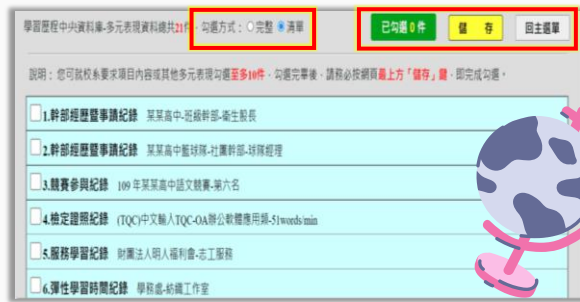 學習歷程中央資料庫-多元表現資料總共21件，勾選方式：○完整 ◉清單
已勾選 0 件
儲 存
回主選單
說明：您可就校系要求項目內容或其他多元表現勾選至多10件，勾選完畢後，請務必按網頁最上方「儲存」鍵，即完成勾選。
1.幹部經歷暨事蹟紀錄 某某高中-班級幹部-衛生股長
2.幹部經歷暨事蹟紀錄 某某高中籃球隊-社團幹部-球隊經理
3.競賽參與紀錄 109 年某某高中語文競賽-第六名
4.檢定證照紀錄 (TQC)中文輸入TQC-OA辦公軟體應用類-51words/min
5.服務學習紀錄 財團法人明人福利會-志工服務
6.彈性學習時間紀錄 學務處-紡織工作室